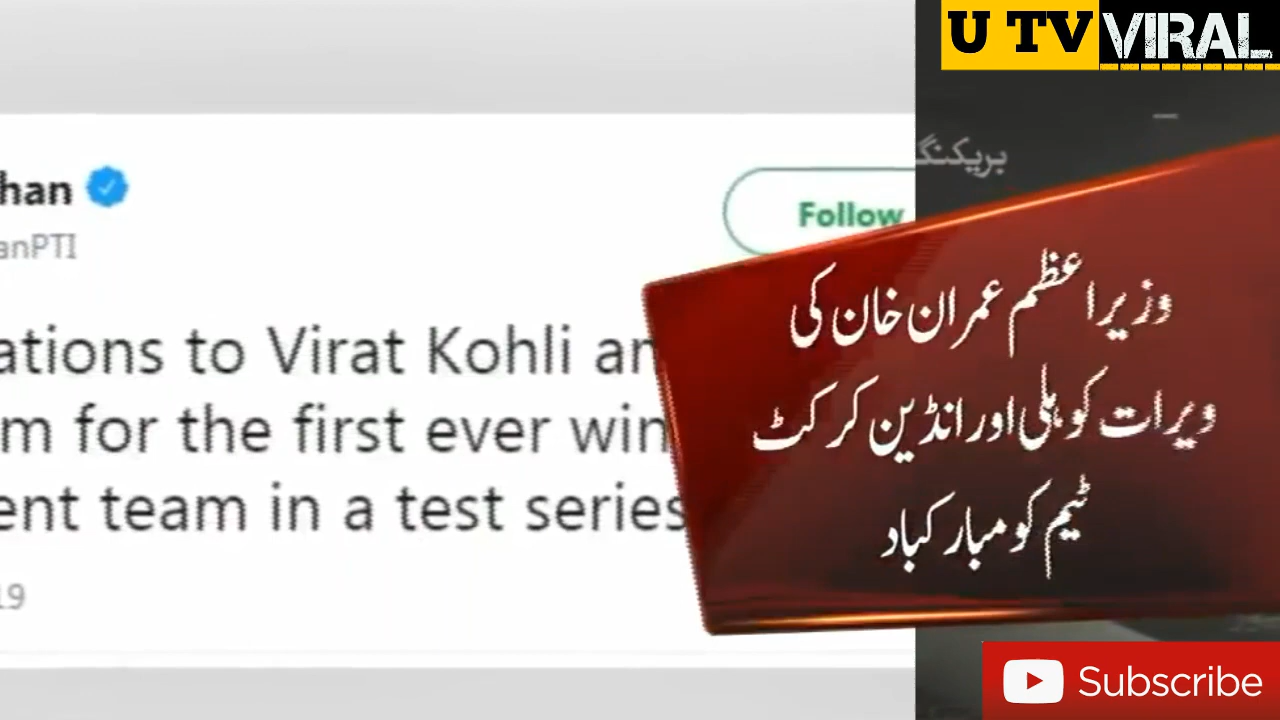 U TV VIRAL
بریکنگ
han
Follow
anPTI
ations to Virat Kohli an
m for the first ever win
ent team in a test series
19
وزیراعظم عمران خان کی
ویرات کوہلی اور انڈین کرکٹ
ٹیم کو مبارکباد
Subscribe